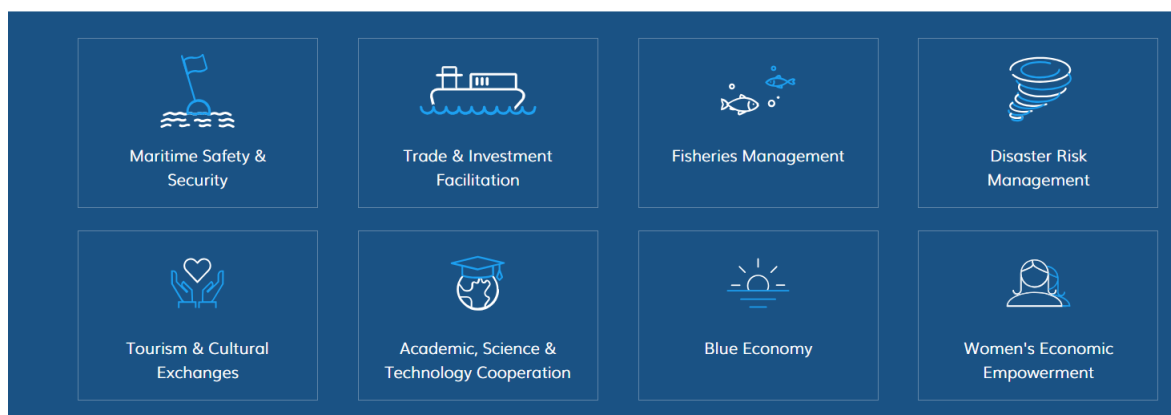 Maritime Safety &
Security
Trade & Investment
Facilitation
Fisheries Management
Disaster Risk
Management
Tourism & Cultural
Exchanges
Academic, Science &
Technology Cooperation
Blue Economy
Women's Economic
Empowerment